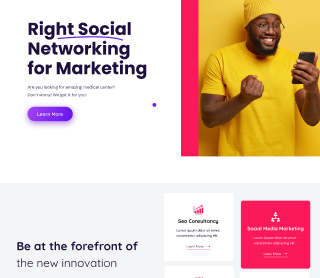 Right Social
Networking
for Marketing
Are you looking for amazing medical center?
Don't worry! We got it for you!
Learn More
Seo Consultancy
Lorem ipsum dolor sit amet,
consectetur adipiscing elit.
Learn More →
Social Media Marketing
Lorem ipsum dolor sit amet,
consectetur adipiscing elit.
Learn More →
Be at the forefront of
the new innovation